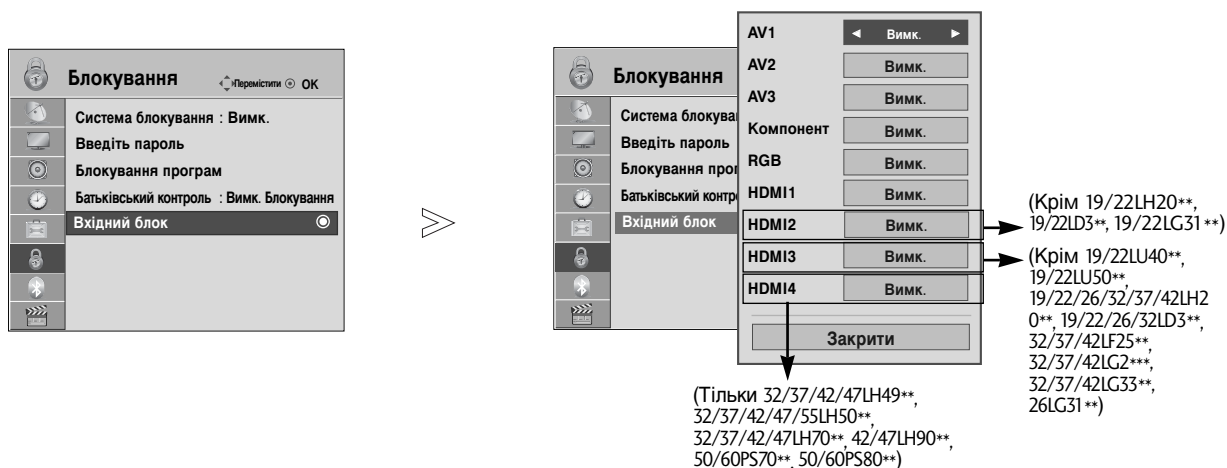 Блокування
Перемістити
OK
Система блокування : Вимк.
Введіть пароль
Блокування програм
Батьківський контроль : Вимк. Блокування
Вхідний блок
Блокування
Система блокува
Введіть пароль
Блокування прог
Батьківський контр
Вхідний блок
AV1 ◄ Вимк. ►
AV2 Вимк.
AV3 Вимк.
Компонент Вимк.
RGB Вимк.
HDMI1 Вимк.
HDMI2 Вимк.
HDMI3 Вимк.
HDMI4 Вимк.
Закрити
(Крім 19/22LH20**,
19/22LD3**, 19/22LG31**)
(Крім 19/22LU40**,
19/22LU50**,
19/22/26/32/37/42LH2
0**, 19/22/26/32LD3**,
32/37/42LF25**,
32/37/42LG2***,
32/37/42LG33**,
26LG31**)
(Тільки 32/37/42/47LH49**,
32/37/42/47/55LH50**,
32/37/42/47LH70**, 42/47LH90**,
50/60PS70**, 50/60PS80**)